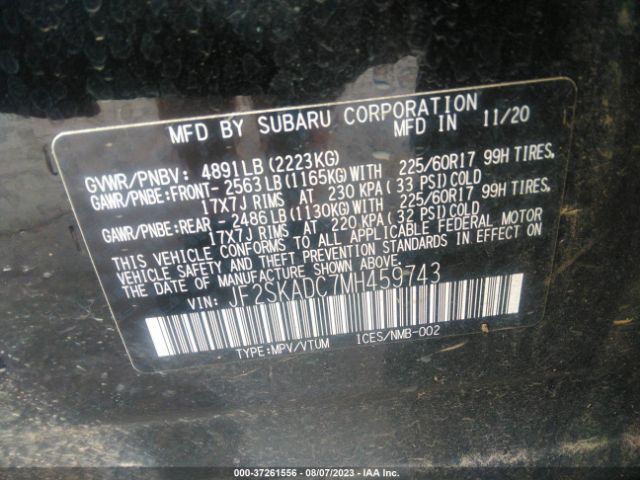 MFD BY SUBARU CORPORATION
MFD IN 11/20
GVWR/PNBV: 4891LB (2223KG)
GAWR/PNBE:FRONT- 2563LB(1165KG)WITH 225/60R17 99H TIRES,
17X7J RIMS AT 230 KPA (33 PSI)COLD
GAWR/PNBE:REAR -2486LB(1130KG)WITH 225/60R17 99H TIRES,
17X7J RIMS AT 220 KPA (32 PSI)COLD
THIS VEHICLE CONFORMS TO ALL APPLICABLE FEDERAL MOTOR
VEHICLE SAFETY AND THEFT PREVENTION STANDARDS IN EFFECT ON
THE DATE OF MANUFACTURE SHOWN ABOVE.
VIN: JF2SKADC7MH459743
TYPE:MPV/VTUM ICES/NMB-002
000-37261556 - 08/07/2023 - IAA Inc.